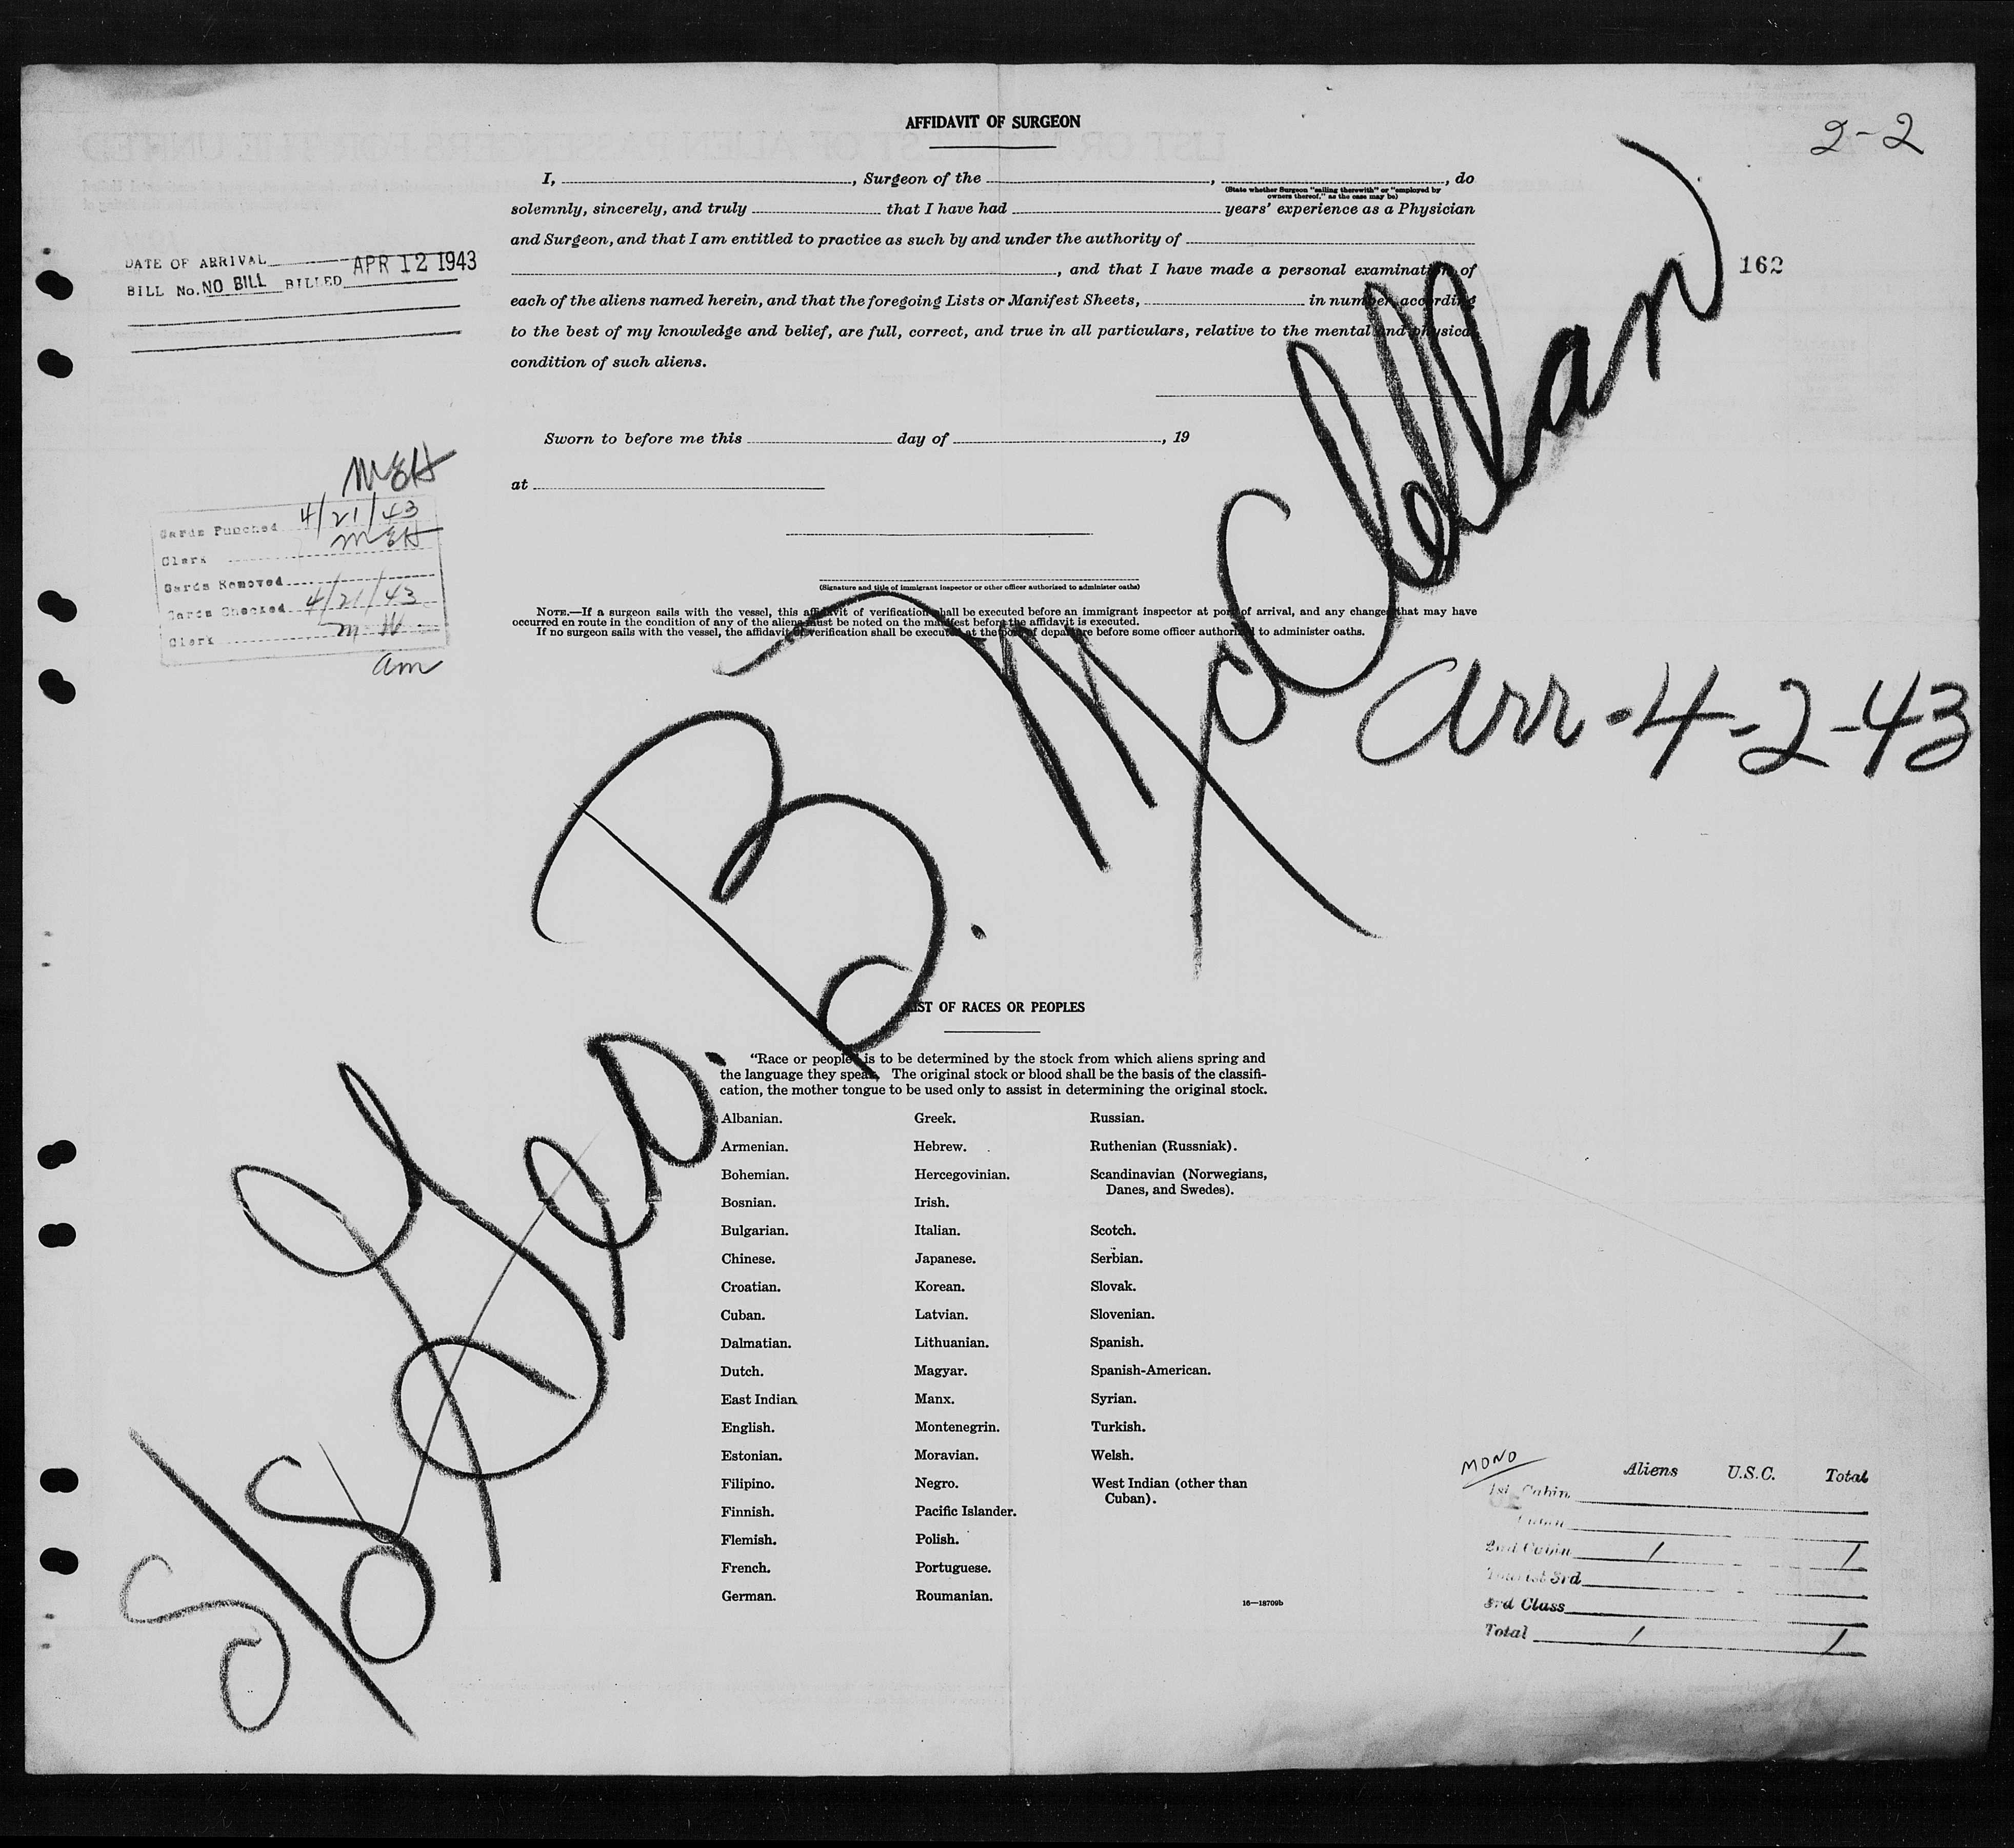 AFFIDAVIT OF SURGEON
2-2
I, , Surgeon of the , , do
(State whether Surgeon "sailing therewith" or "employed by
owners thereof," as the case may be)
solemnly, sincerely, and truly that I have had years' experience as a Physician
and Surgeon, and that I am entitled to practice as such by and under the authority of
, and that I have made a personal examination of
162
each of the aliens named herein, and that the foregoing Lists or Manifest Sheets, in number, according
to the best of my knowledge and belief, are full, correct, and true in all particulars, relative to the mental and physical
condition of such aliens.
DATE OF ARRIVAL
BILL No. NO BILL BILLED APR 12 1943
Sworn to before me this day of , 19
at
(Signature and title of immigrant inspector or other officer authorized to administer oaths)
MEH
Cards Punched 4/21/43
Clerk MEH
Cards Removed
Cards Checked 4/21/43
Clerk M W
am
NOTE.—If a surgeon sails with the vessel, this affidavit of verification shall be executed before an immigrant inspector at port of arrival, and any changes that may have
occurred en route in the condition of any of the aliens must be noted on the manifest before the affidavit is executed.
If no surgeon sails with the vessel, the affidavit of verification shall be executed at the port of departure before some officer authorized to administer oaths.
S/S Geo. B. McClellan
arr-4-2-43
LIST OF RACES OR PEOPLES
"Race or people" is to be determined by the stock from which aliens spring and
the language they speak. The original stock or blood shall be the basis of the classifi-
cation, the mother tongue to be used only to assist in determining the original stock.
Albanian.
Armenian.
Bohemian.
Bosnian.
Bulgarian.
Chinese.
Croatian.
Cuban.
Dalmatian.
Dutch.
East Indian.
English.
Estonian.
Filipino.
Finnish.
Flemish.
French.
German.
Greek.
Hebrew.
Hercegovinian.
Irish.
Italian.
Japanese.
Korean.
Latvian.
Lithuanian.
Magyar.
Manx.
Montenegrin.
Moravian.
Negro.
Pacific Islander.
Polish.
Portuguese.
Roumanian.
Russian.
Ruthenian (Russniak).
Scandinavian (Norwegians,
Danes, and Swedes).
Scotch.
Serbian.
Slovak.
Slovenian.
Spanish.
Spanish-American.
Syrian.
Turkish.
Welsh.
West Indian (other than
Cuban).
16—18709b
MONO
Aliens U.S.C. Total
1st Cabin
Cabin
2nd Cabin 1 1
Tourist 3rd
3rd Class
Total 1 1